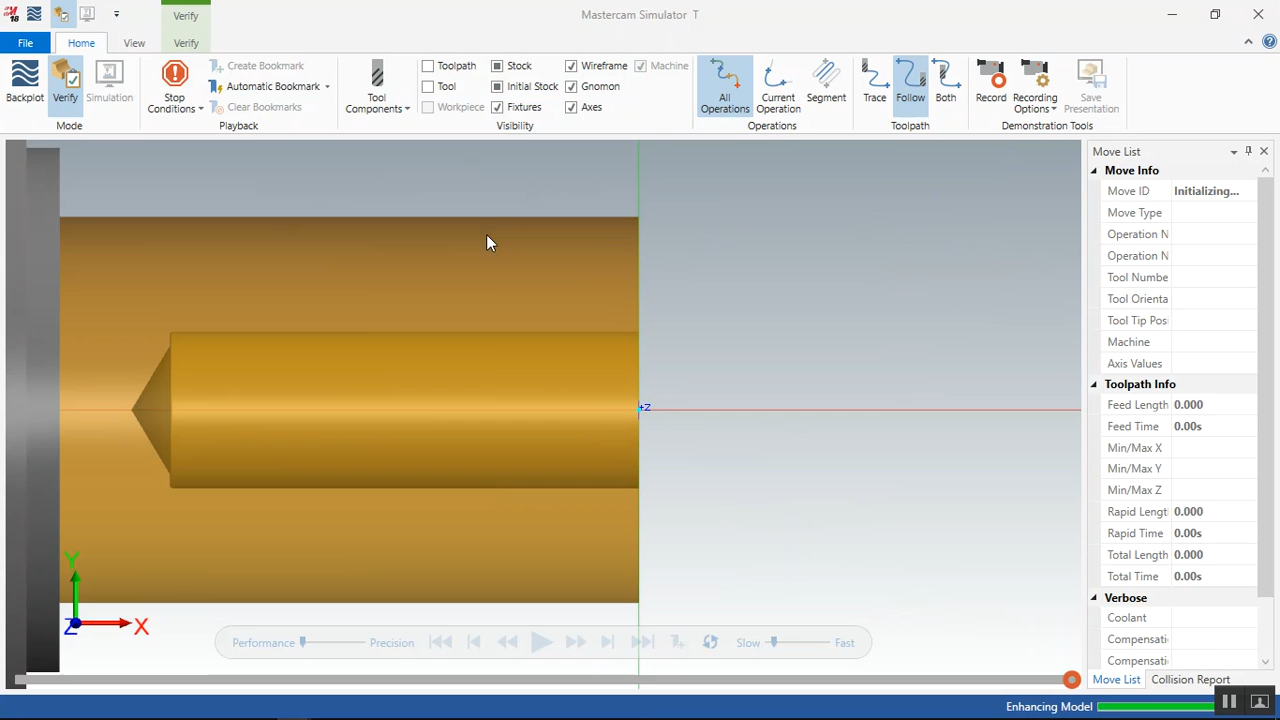 18
Verify
Mastercam Simulator  T
File
Home
View
Verify
Backplot
Verify
Simulation
Mode
Stop Conditions
Create Bookmark
Automatic Bookmark
Clear Bookmarks
Playback
Tool Components
Toolpath
Tool
Workpiece
Stock
Initial Stock
Fixtures
Wireframe
Gnomon
Axes
Machine
Visibility
All Operations
Current Operation
Segment
Operations
Trace
Follow
Both
Toolpath
Record
Recording Options
Save Presentation
Demonstration Tools
+Z
Y
Z
X
Performance
Precision
Slow
Fast
Move List
Move Info
Move ID Initializing...
Move Type
Operation N
Operation N
Tool Numbe
Tool Orienta
Tool Tip Pos
Machine
Axis Values
Toolpath Info
Feed Length 0.000
Feed Time 0.00s
Min/Max X
Min/Max Y
Min/Max Z
Rapid Lengt 0.000
Rapid Time 0.00s
Total Length 0.000
Total Time 0.00s
Verbose
Coolant
Compensati
Compensati
Move List Collision Report
Enhancing Model